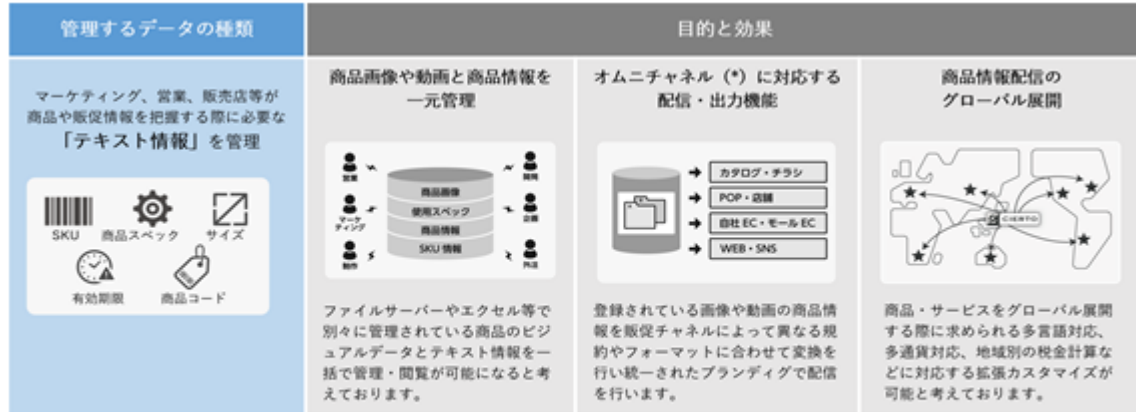 管理するデータの種類
目的と効果
マーケティング、営業、販売店等が
商品や販促情報を把握する際に必要な
「テキスト情報」を管理
SKU
商品スペック
サイズ
有効期限
商品コード
商品画像や動画と商品情報を
一元管理
営業
マーケ
ティング
制作
商品画像
使用スペック
商品情報
SKU 情報
開発
企画
外注
ファイルサーバーやエクセル等で
別々に管理されている商品のビジ
ュアルデータとテキスト情報を一
括で管理・閲覧が可能になると考
えております。
オムニチャネル（*）に対応する
配信・出力機能
カタログ・チラシ
POP・店舗
自社 EC・モール EC
WEB・SNS
登録されている画像や動画の商品情
報を販促チャネルによって異なる規
約やフォーマットに合わせて変換を
行い統一されたブランディグで配信
を行います。
商品情報配信の
グローバル展開
CIERTO
商品・サービスをグローバル展開
する際に求められる多言語対応、
多通貨対応、地域別の税金計算な
どに対応する拡張カスタマイズが
可能と考えております。